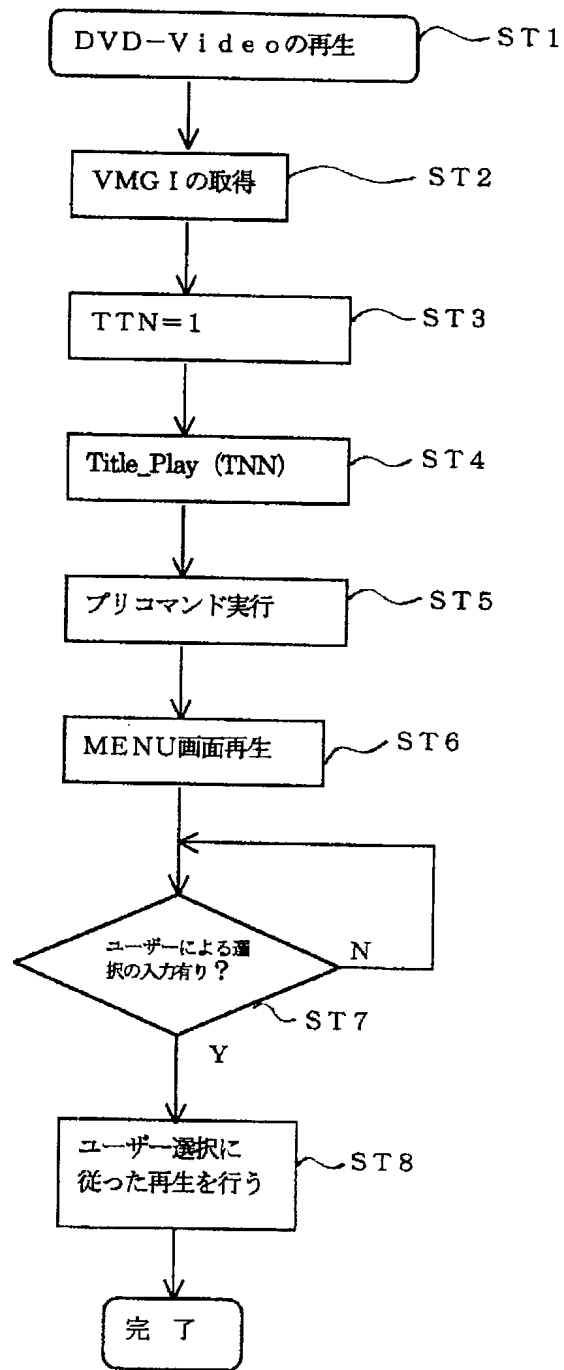 DVD-Videoの再生
ST1
VMGIの取得
ST2
TTN=1
ST3
Title_Play (TNN)
ST4
プリコマンド実行
ST5
MENU画面再生
ST6
ユーザーによる選
択の入力有り?
N
ST7
Y
ユーザー選択に
従った再生を行う
ST8
完 了